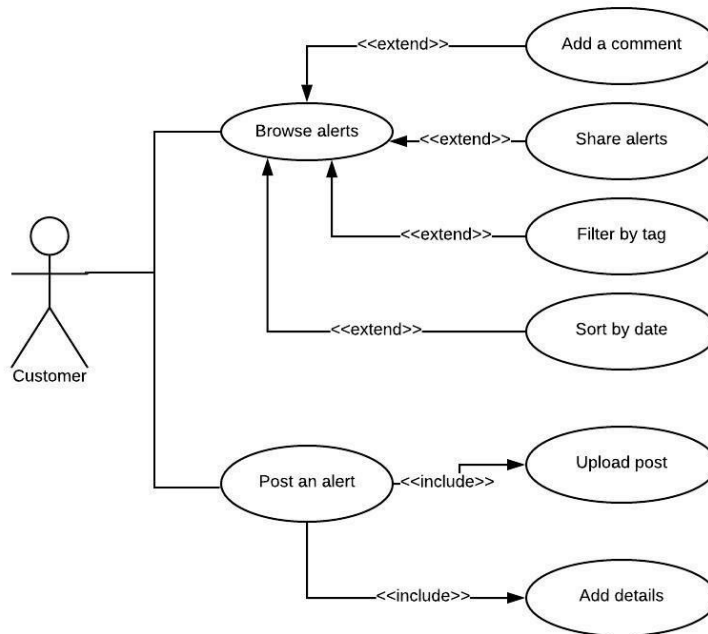 <<extend>>
Add a comment
Browse alerts
<<extend>>
Share alerts
<<extend>>
Filter by tag
<<extend>>
Sort by date
Customer
Post an alert
<<include>>
Upload post
<<include>>
Add details